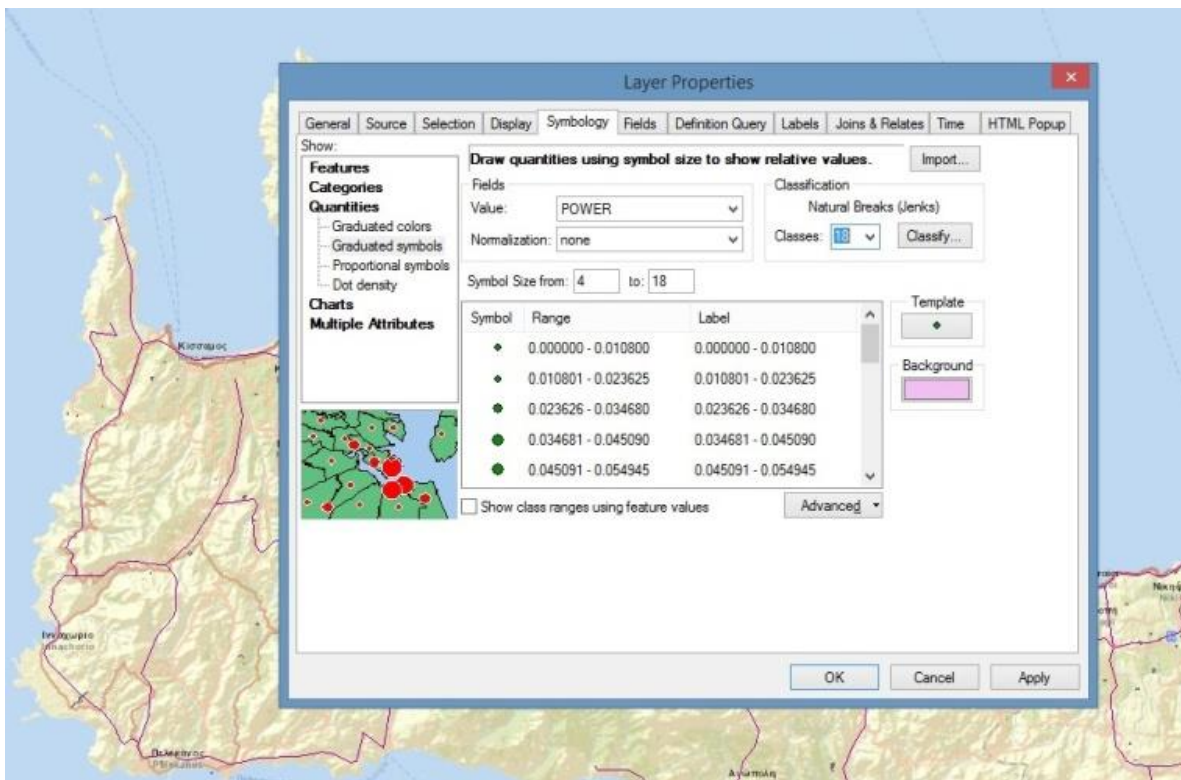 Layer Properties
General Source Selection Display Symbology Fields Definition Query Labels Joins & Relates Time HTML Popup
Show:
Features
Categories
Quantities
Graduated colors
Graduated symbols
Proportional symbols
Dot density
Charts
Multiple Attributes
Draw quantities using symbol size to show relative values.
Import...
Fields
Value: POWER
Normalization: none
Classification
Natural Breaks (Jenks)
Classes: 18 Classify...
Symbol Size from: 4 to: 18
Symbol Range Label
0.000000 - 0.010800 0.000000 - 0.010800
0.010801 - 0.023625 0.010801 - 0.023625
0.023626 - 0.034680 0.023626 - 0.034680
0.034681 - 0.045090 0.034681 - 0.045090
0.045091 - 0.054945 0.045091 - 0.054945
Template
Background
Show class ranges using feature values
Advanced
OK Cancel Apply
Κίσσαμος